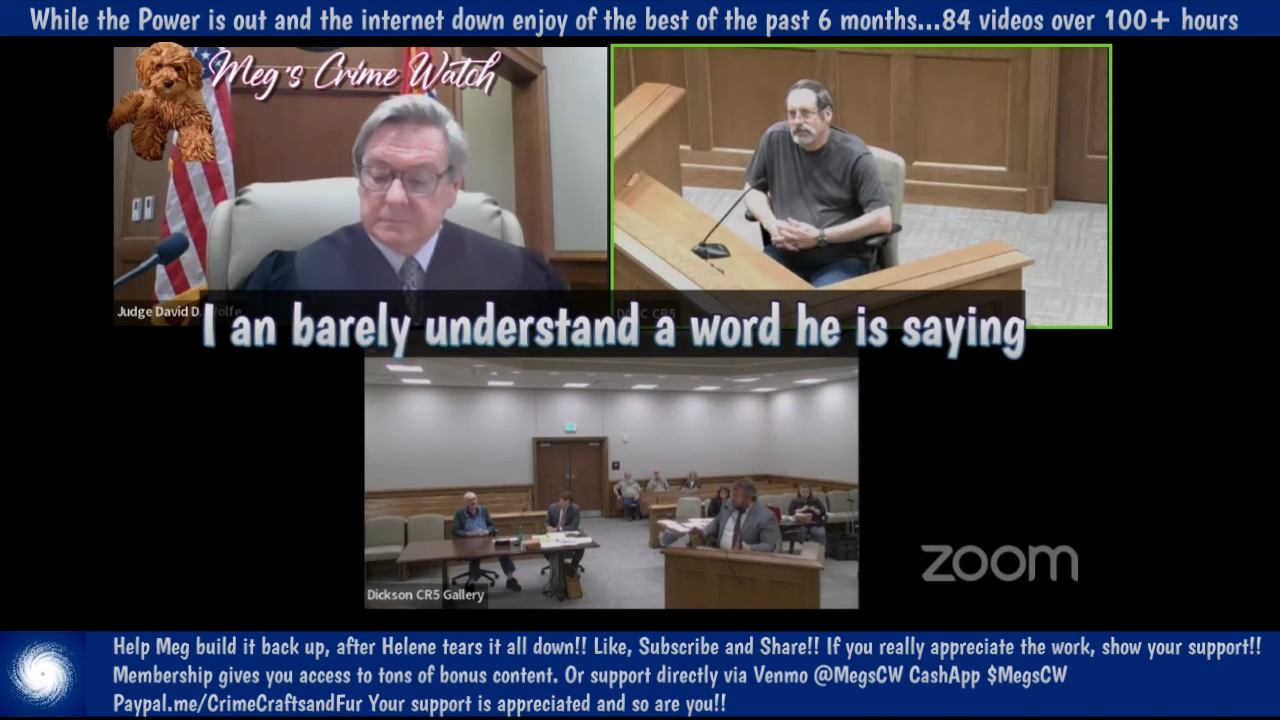 While the Power is out and the internet down enjoy of the best of the past 6 months...84 videos over 100+ hours
Meg's Crime Watch
Judge David D. Wolfe
I an barely understand a word he is saying
Dickson CR5 Gallery
zoom
Help Meg build it back up, after Helene tears it all down!! Like, Subscribe and Share!! If you really appreciate the work, show your support!!
Membership gives you access to tons of bonus content. Or support directly via Venmo @MegsCW CashApp $MegsCW
Paypal.me/CrimeCraftsandFur Your support is appreciated and so are you!!